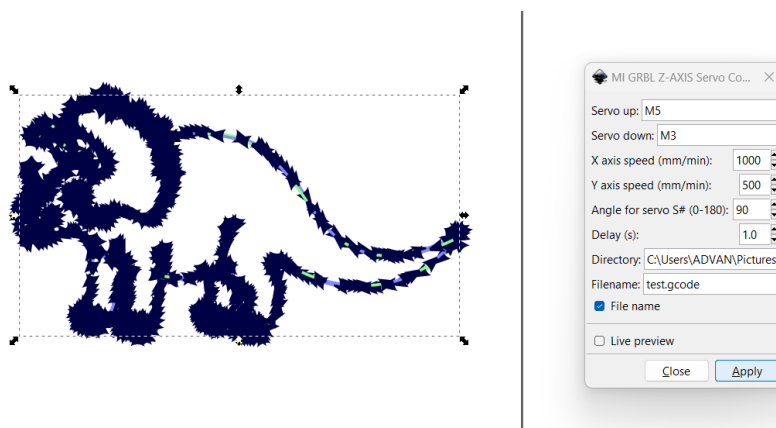 MI GRBL Z-AXIS Servo Co...
Servo up: M5
Servo down: M3
X axis speed (mm/min): 1000
Y axis speed (mm/min): 500
Angle for servo S# (0-180): 90
Delay (s): 1.0
Directory: C:\Users\ADVAN\Pictures
Filename: test.gcode
File name
Live preview
Close Apply